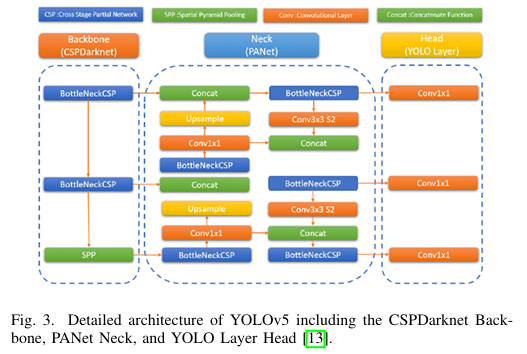 CSP :Cross Stage Partial Network
SPP :Spatial Pyramid Pooling
Conv :Convolutional Layer
Concat :Concatenate Function
Backbone
(CSPDarknet)
Neck
(PANet)
Head
(YOLO Layer)
BottleNeckCSP
Concat
BottleNeckCSP
Conv1x1
Upsample
Conv3x3 S2
Conv1x1
Concat
BottleNeckCSP
BottleNeckCSP
Concat
BottleNeckCSP
Conv1x1
Upsample
Conv3x3 S2
Conv1x1
Concat
SPP
BottleNeckCSP
BottleNeckCSP
Conv1x1
Fig. 3. Detailed architecture of YOLOv5 including the CSPDarknet Back-
bone, PANet Neck, and YOLO Layer Head [13].